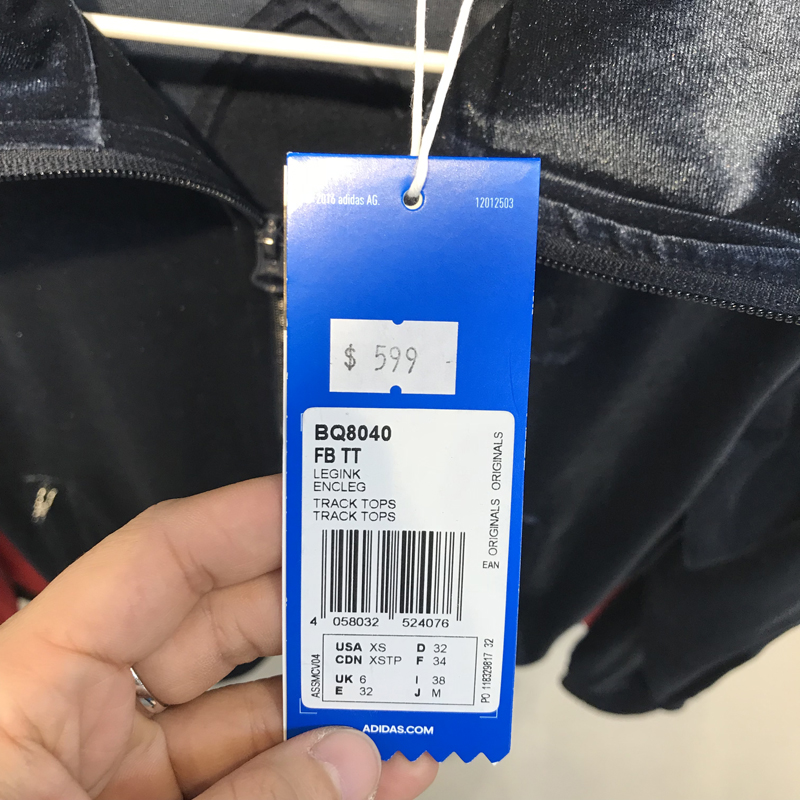 2016 adidas AG.
12012503
$ 599 -
BQ8040
FB TT
LEGINK
ENCLEG
TRACK TOPS
TRACK TOPS
EAN ORIGINALS ORIGINALS
4 058032 524076
ASSMCV04
USA XS D 32
CDN XSTP F 34
UK 6 I 38
E 32 J M
PO 118329817 32
ADIDAS.COM